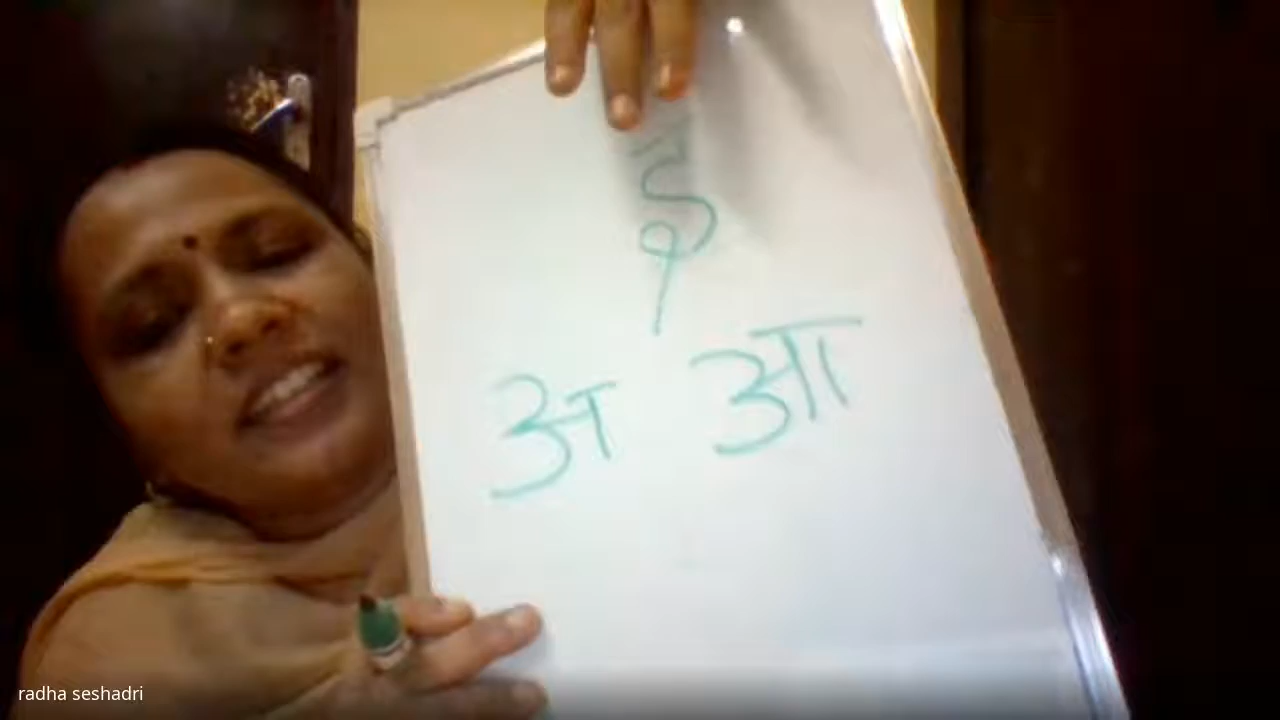 इ
अ आ
radha seshadri